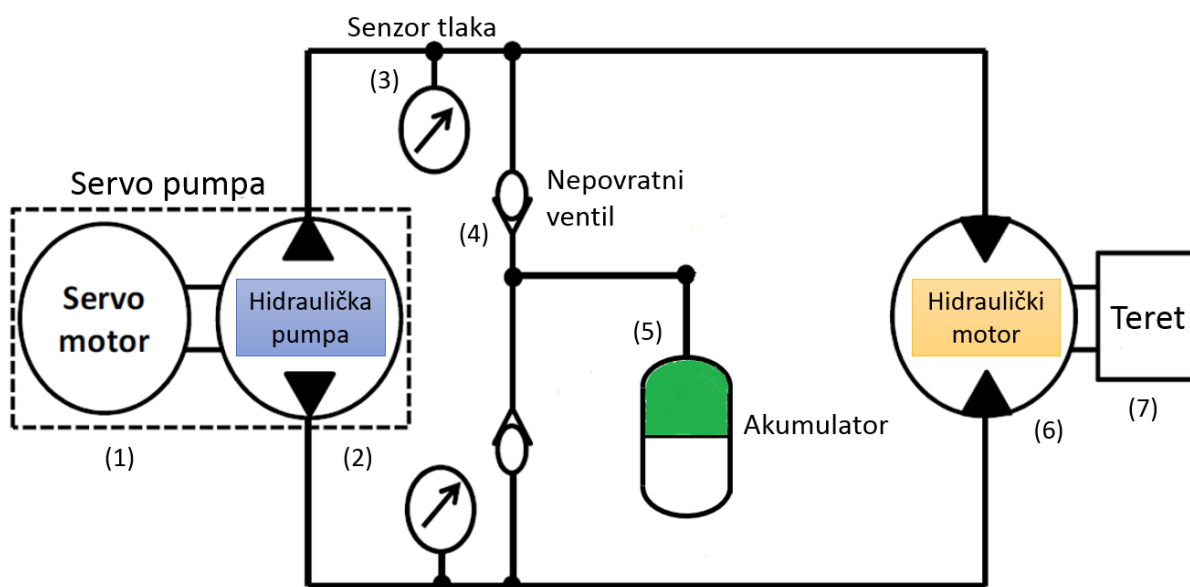 Senzor tlaka
(3)
Servo pumpa
Nepovratni
ventil
(4)
Servo
motor
Hidraulička
pumpa
(5)
Hidraulički
motor
Teret
Akumulator
(1)
(2)
(6)
(7)